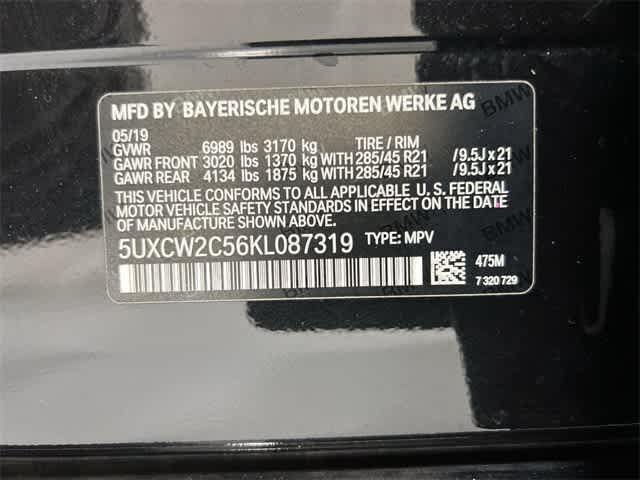 MFD BY BAYERISCHE MOTOREN WERKE AG
05/19
GVWR 6989 lbs 3170 kg TIRE / RIM
GAWR FRONT 3020 lbs 1370 kg WITH 285/45 R21 /9.5J x 21
GAWR REAR 4134 lbs 1875 kg WITH 285/45 R21 /9.5J x 21
THIS VEHICLE CONFORMS TO ALL APPLICABLE U. S. FEDERAL
MOTOR VEHICLE SAFETY STANDARDS IN EFFECT ON THE
DATE OF MANUFACTURE SHOWN ABOVE.
5UXCW2C56KL087319 TYPE: MPV
475M
7 320 729